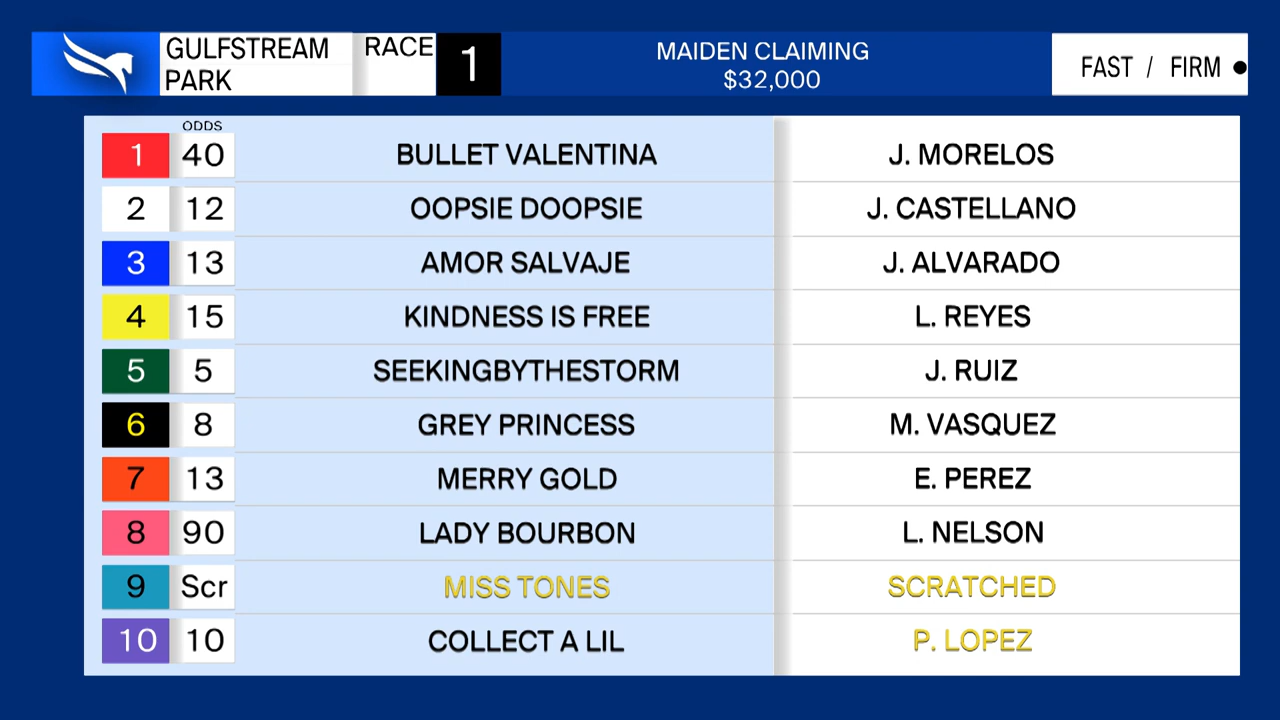 GULFSTREAM PARK RACE 1 MAIDEN CLAIMING $32,000 FAST / FIRM
ODDS
1 40 BULLET VALENTINA J. MORELOS
2 12 OOPSIE DOOPSIE J. CASTELLANO
3 13 AMOR SALVAJE J. ALVARADO
4 15 KINDNESS IS FREE L. REYES
5 5 SEEKINGBYTHESTORM J. RUIZ
6 8 GREY PRINCESS M. VASQUEZ
7 13 MERRY GOLD E. PEREZ
8 90 LADY BOURBON L. NELSON
9 Scr MISS TONES SCRATCHED
10 10 COLLECT A LIL P. LOPEZ